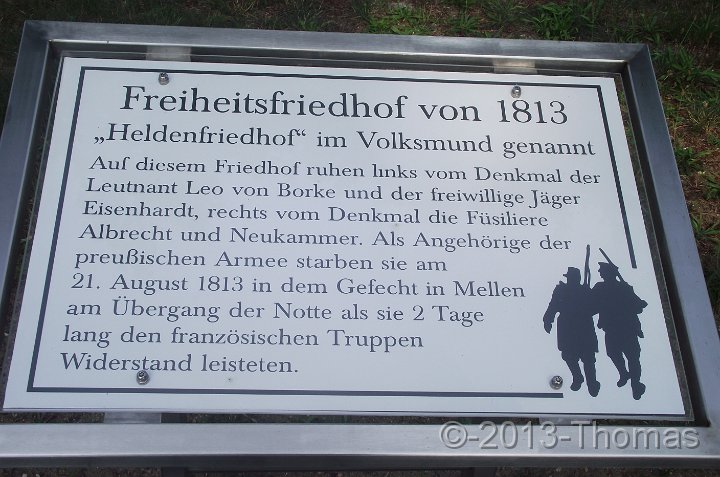 Freiheitsfriedhof von 1813
„Heldenfriedhof“ im Volksmund genannt
Auf diesem Friedhof ruhen links vom Denkmal der
Leutnant Leo von Borke und der freiwillige Jäger
Eisenhardt, rechts vom Denkmal die Füsiliere
Albrecht und Neukammer. Als Angehörige der
preußischen Armee starben sie am
21. August 1813 in dem Gefecht in Mellen
am Übergang der Notte als sie 2 Tage
lang den französischen Truppen
Widerstand leisteten.
©-2013-Thomas